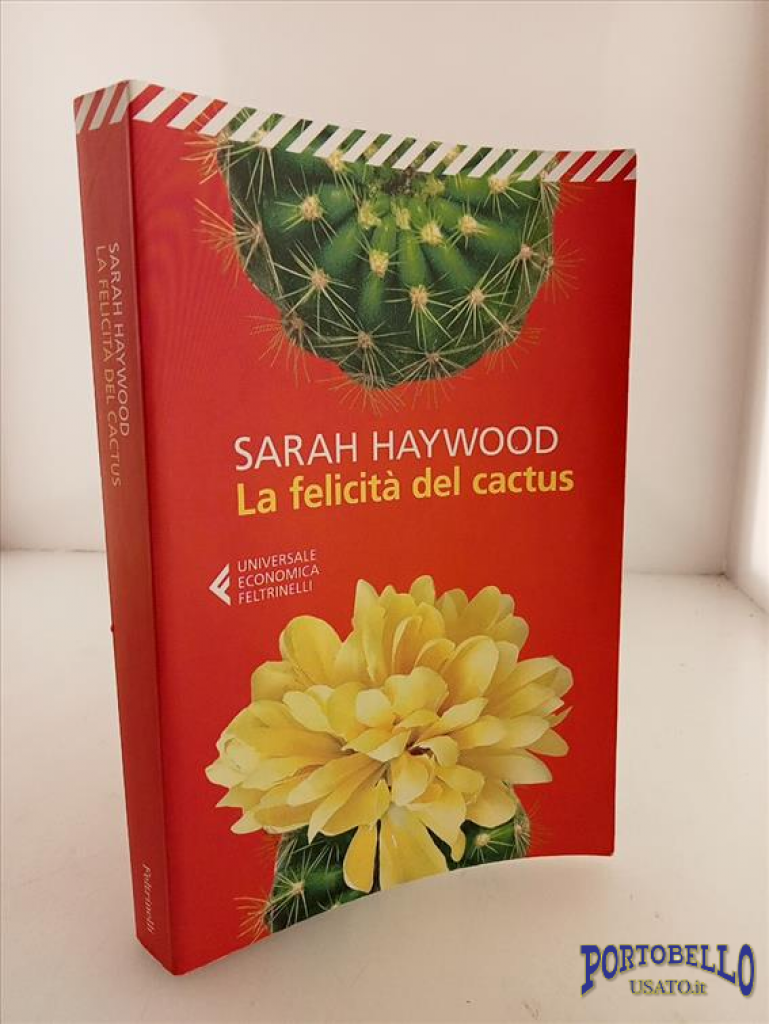 SARAH HAYWOOD
LA FELICITÀ DEL CACTUS
Feltrinelli
SARAH HAYWOOD
La felicità del cactus
UNIVERSALE
ECONOMICA
FELTRINELLI
PORTOBELLO
USATO.it